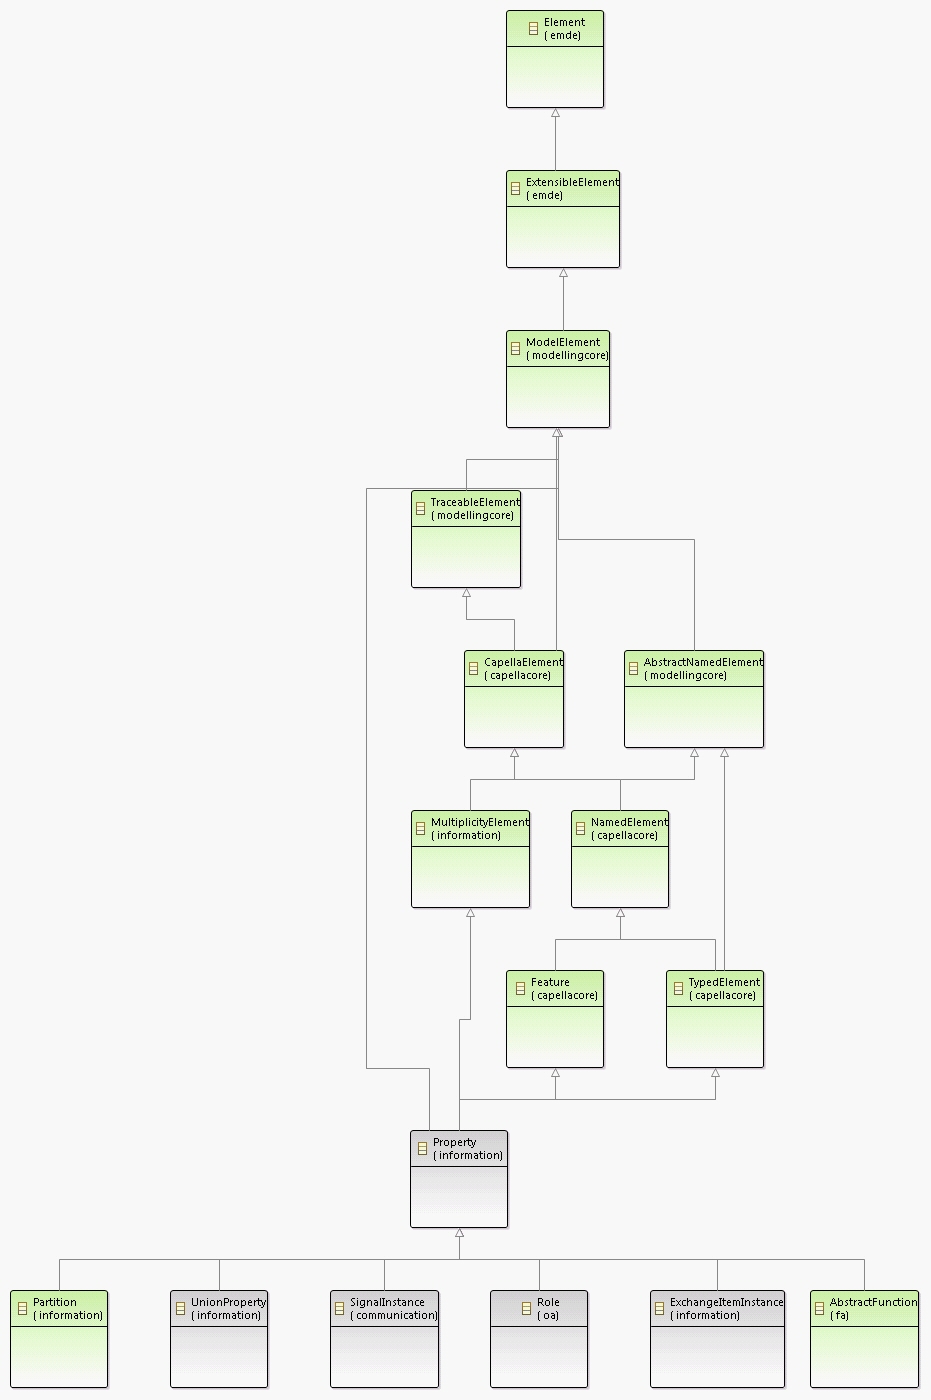 Element
( emde)
ExtensibleElement
( emde)
ModelElement
( modellingcore)
TraceableElement
( modellingcore)
CapellaElement
( capellacore)
AbstractNamedElement
( modellingcore)
MultiplicityElement
( information)
NamedElement
( capellacore)
Feature
( capellacore)
TypedElement
( capellacore)
Property
( information)
Partition
( information)
UnionProperty
( information)
SignalInstance
( communication)
Role
( oa)
ExchangeItemInstance
( information)
AbstractFunction
( fa)